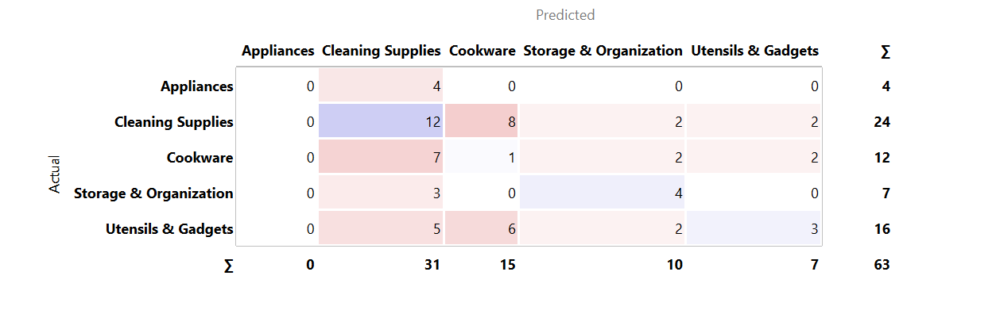 Predicted
Appliances Cleaning Supplies Cookware Storage & Organization Utensils & Gadgets ∑
Appliances 0 4 0 0 0 4
Cleaning Supplies 0 12 8 2 2 24
Cookware 0 7 1 2 2 12
Actual
Storage & Organization 0 3 0 4 0 7
Utensils & Gadgets 0 5 6 2 3 16
∑ 0 31 15 10 7 63